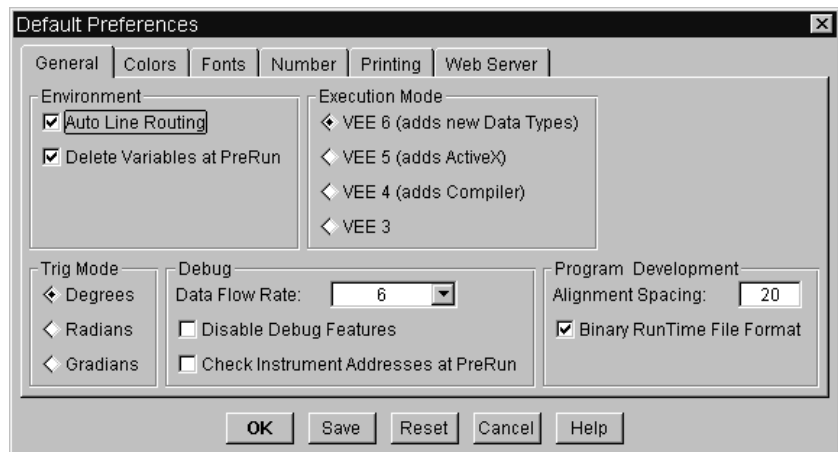 Default Preferences
General Colors Fonts Number Printing Web Server
Environment
Auto Line Routing
Delete Variables at PreRun
Execution Mode
VEE 6 (adds new Data Types)
VEE 5 (adds ActiveX)
VEE 4 (adds Compiler)
VEE 3
Trig Mode
Degrees
Radians
Gradians
Debug
Data Flow Rate: 6
Disable Debug Features
Check Instrument Addresses at PreRun
Program Development
Alignment Spacing: 20
Binary RunTime File Format
OK Save Reset Cancel Help